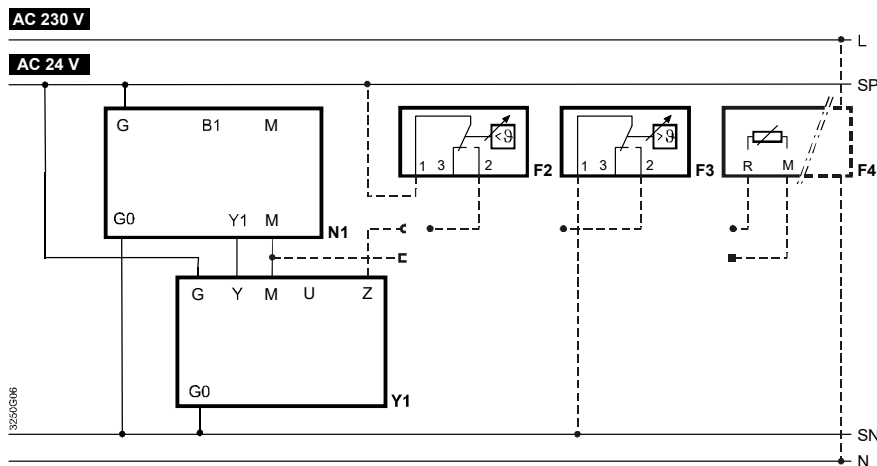 AC 230 V
L
AC 24 V
SP
G B1 M
G0 Y1 M
N1
<ϑ
1 3 2
F2
>ϑ
1 3 2
F3
R M
F4
G Y M U Z
G0
Y1
3250G06
SN
N